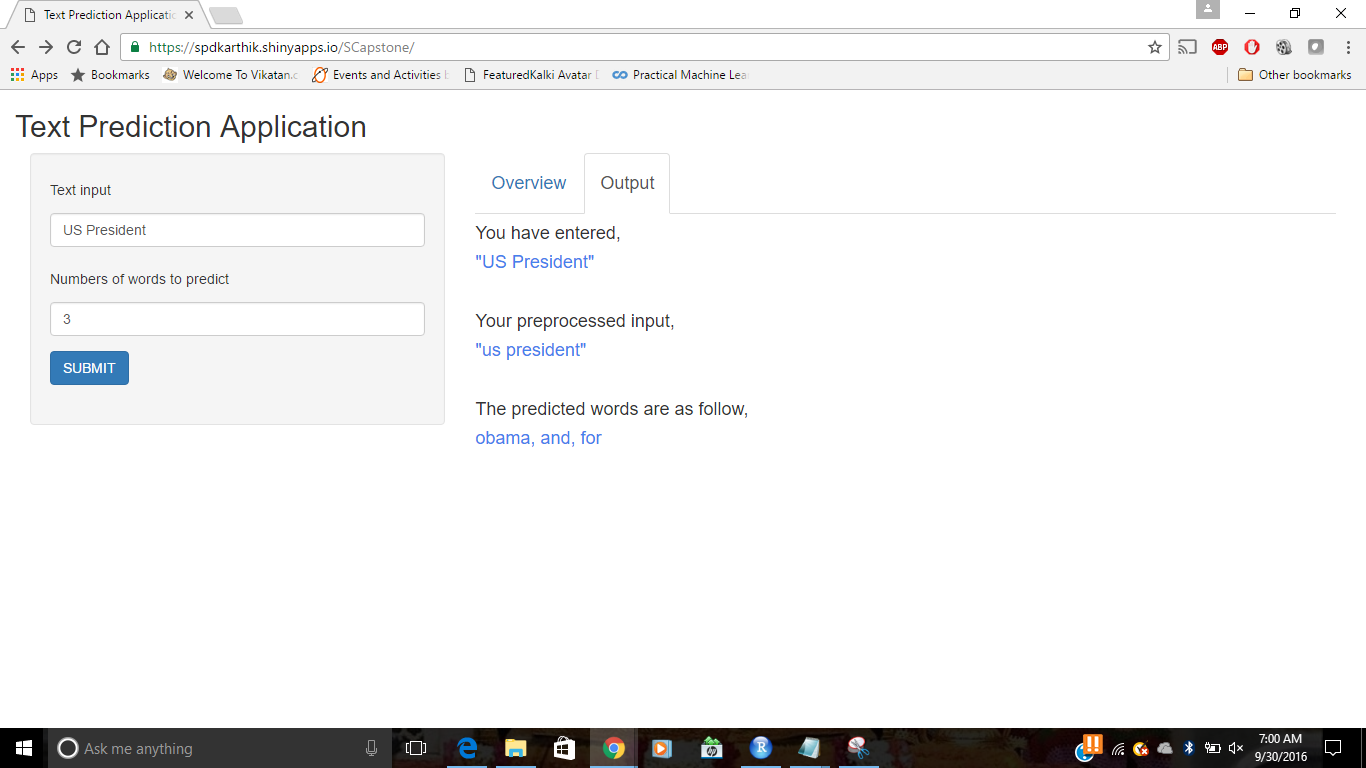 Text Prediction Applicatic
https://spdkarthik.shinyapps.io/SCapstone/
ABP
Apps Bookmarks Welcome To Vikatan.c Events and Activities FeaturedKalki Avatar Practical Machine Lea Other bookmarks
Text Prediction Application
Text input
US President
Numbers of words to predict
3
SUBMIT
Overview
Output
You have entered,
"US President"
Your preprocessed input,
"us president"
The predicted words are as follow,
obama, and, for
Ask me anything
7:00 AM
9/30/2016